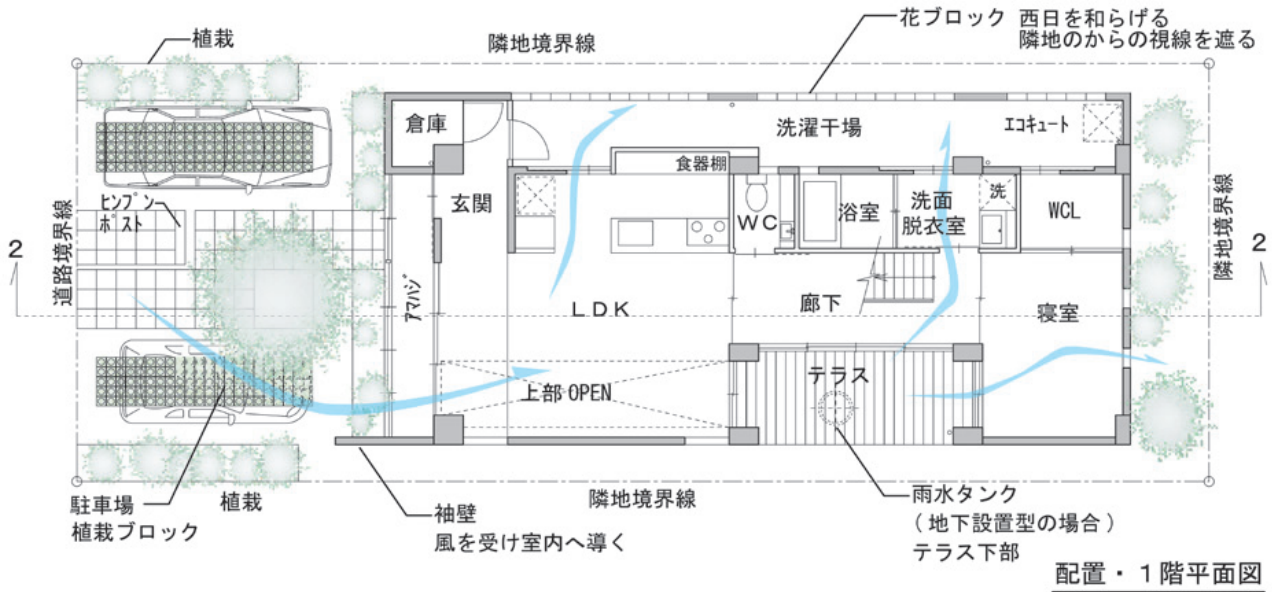 植栽
隣地境界線
花ブロック 西日を和らげる
隣地のからの視線を遮る
倉庫
洗濯干場
エコキュート
食器棚
玄関
WC
浴室
洗面
脱衣室
洗
WCL
ヒンプン
ポスト
道路境界線
隣地境界線
2
2
アマハジ
LDK
廊下
寝室
上部OPEN
テラス
駐車場
植栽ブロック
植栽
袖壁
風を受け室内へ導く
隣地境界線
雨水タンク
(地下設置型の場合)
テラス下部
配置・1階平面図